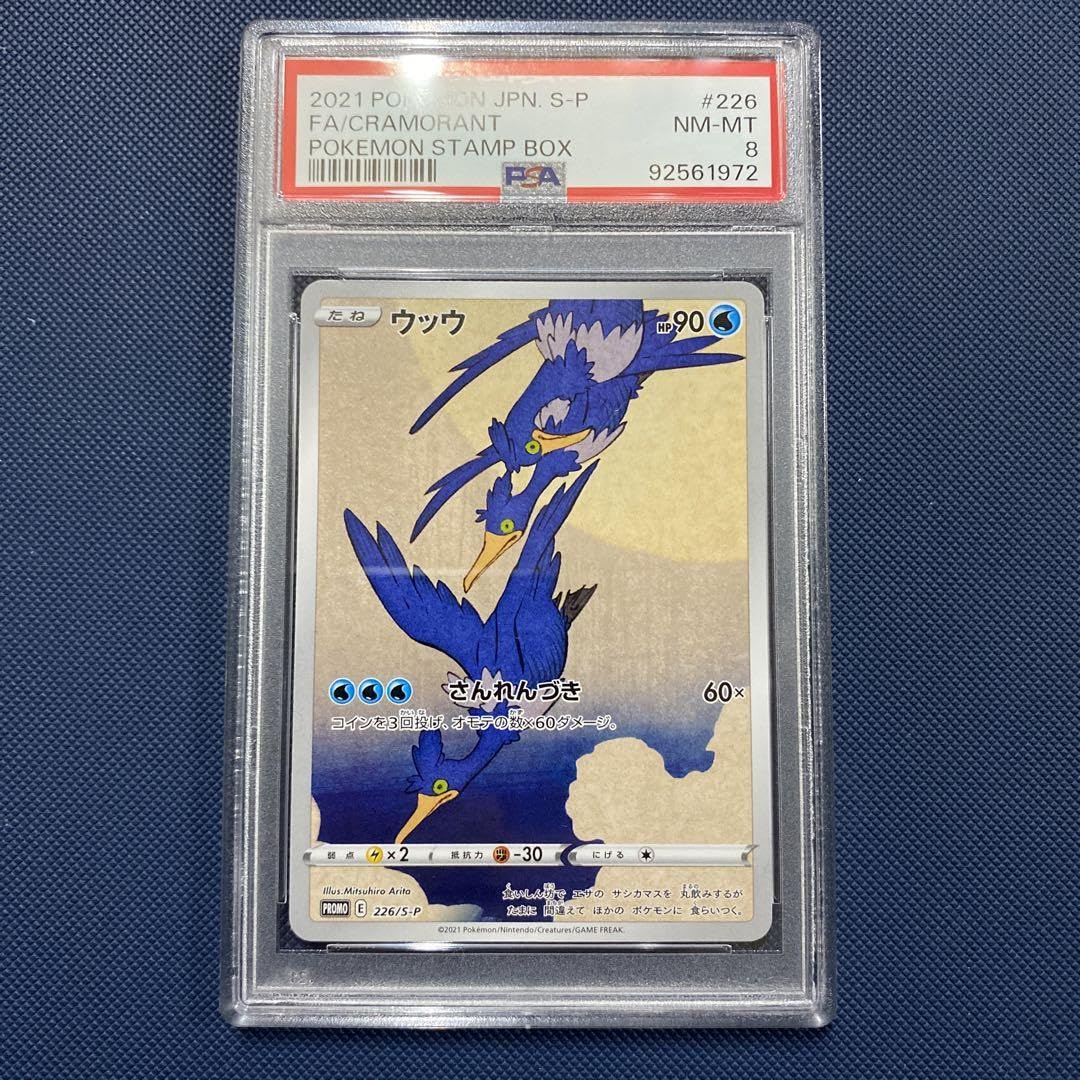 2021 POKEMON JPN. S-P #226
FA/CRAMORANT NM-MT
POKEMON STAMP BOX 8
PSA 92561972
たね ウッウ HP90
さんれんづき 60×
コインを3回投げ、オモテの数×60ダメージ。
弱点 ×2 抵抗力 -30 にげる
Illus.Mitsuhiro Arita
食いしん坊で エサの サシカマスを 丸飲みするが
たまに 間違えて ほかの ポケモンに 食らいつく。
PROMO E 226/S-P
©2021 Pokémon/Nintendo/Creatures/GAME FREAK.